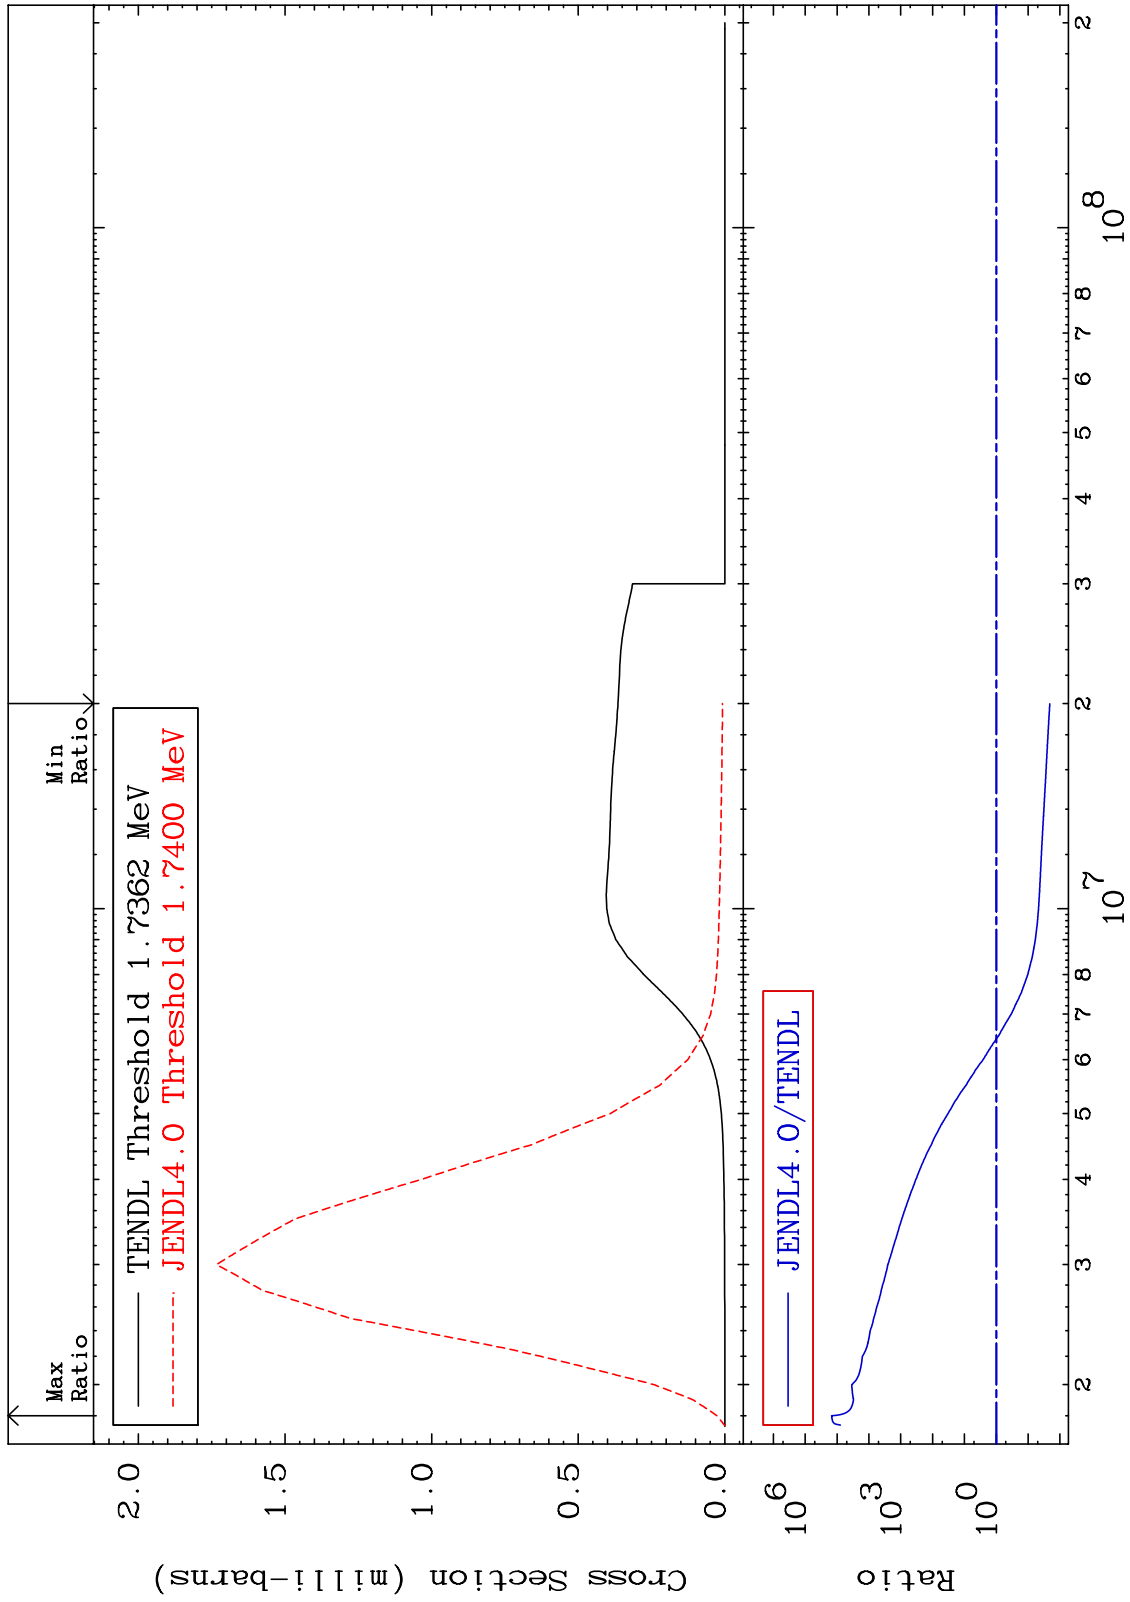 Max
Ratio
Min
Ratio
TENDL Threshold 1.7362 MeV
JENDL4.0 Threshold 1.7400 MeV
Cross Section (milli-barns)
2.0
1.5
1.0
0.5
0.0
JENDL4.0/TENDL
Ratio
10 6
10 3
10 0
2 3 4 5 6 7 8 2 3 4 5 6 7 8 2
10 7 10 8